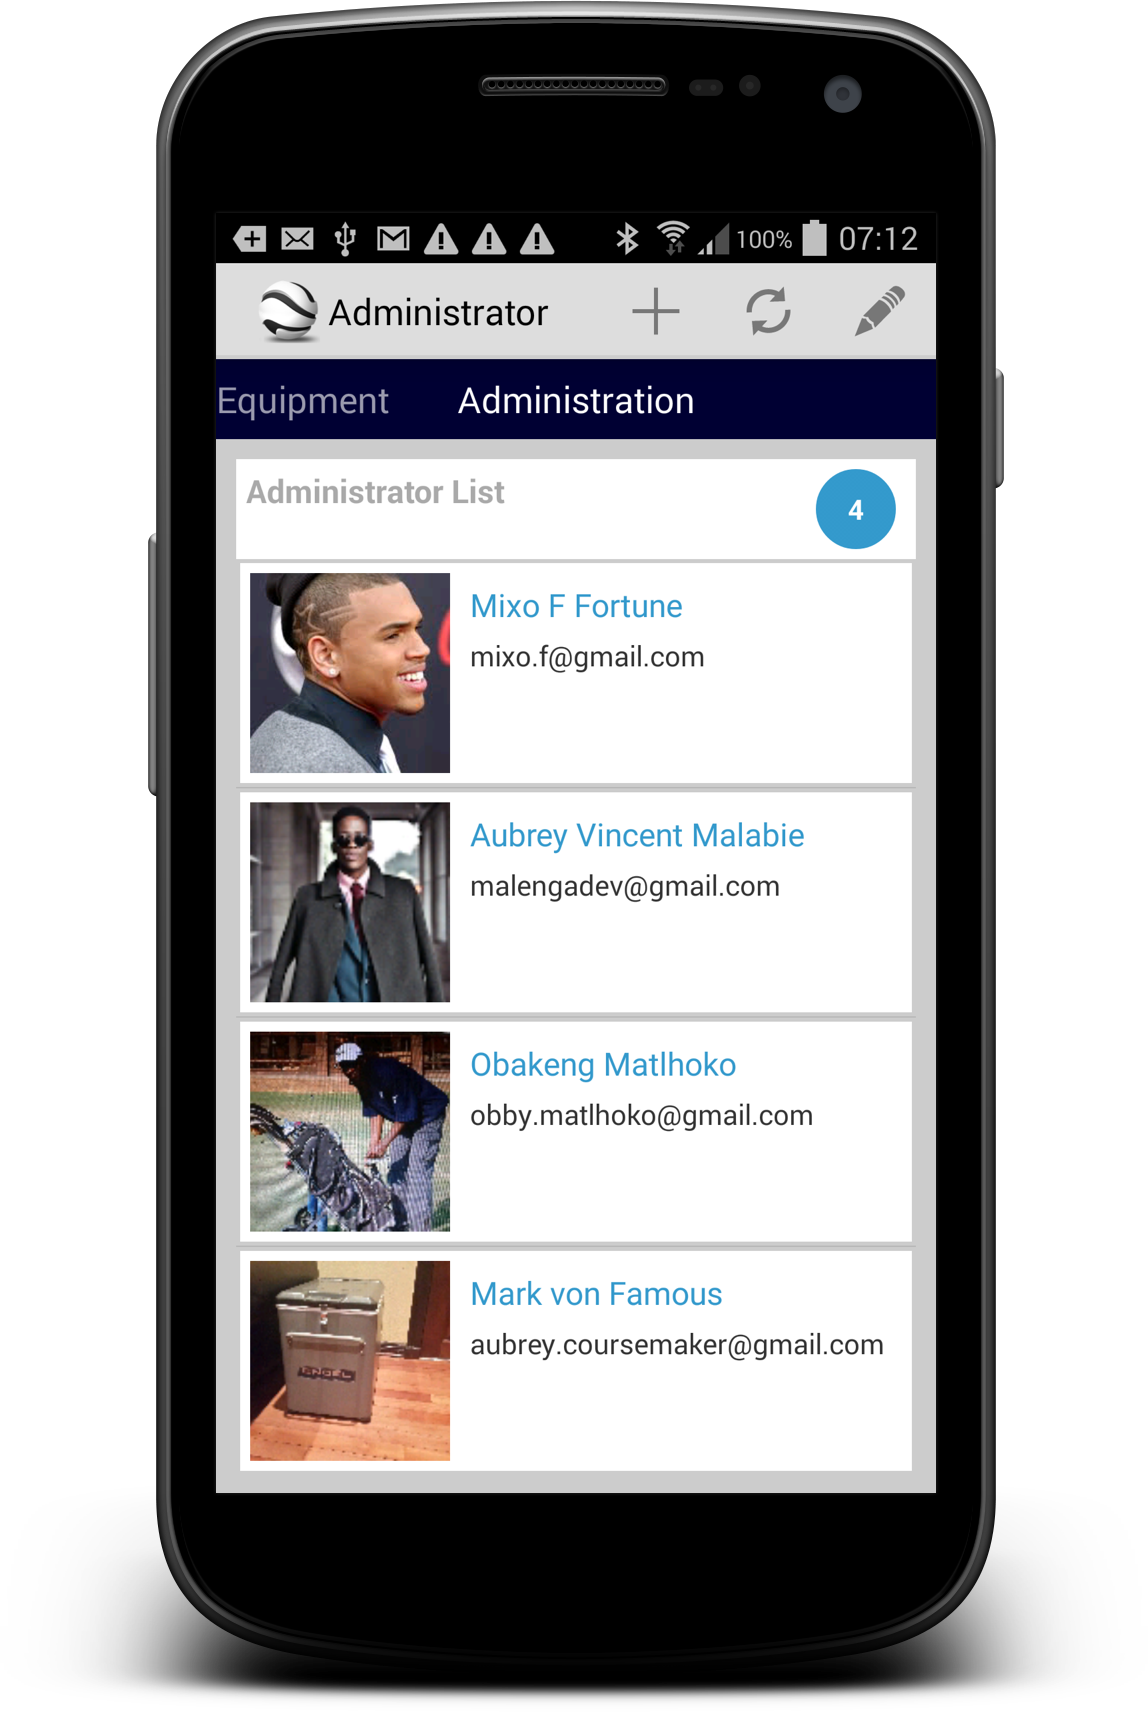 100% 07:12
Administrator
Equipment Administration
Administrator List 4
Mixo F Fortune
mixo.f@gmail.com
Aubrey Vincent Malabie
malengadev@gmail.com
Obakeng Matlhoko
obby.matlhoko@gmail.com
Mark von Famous
aubrey.coursemaker@gmail.com
ENGEL